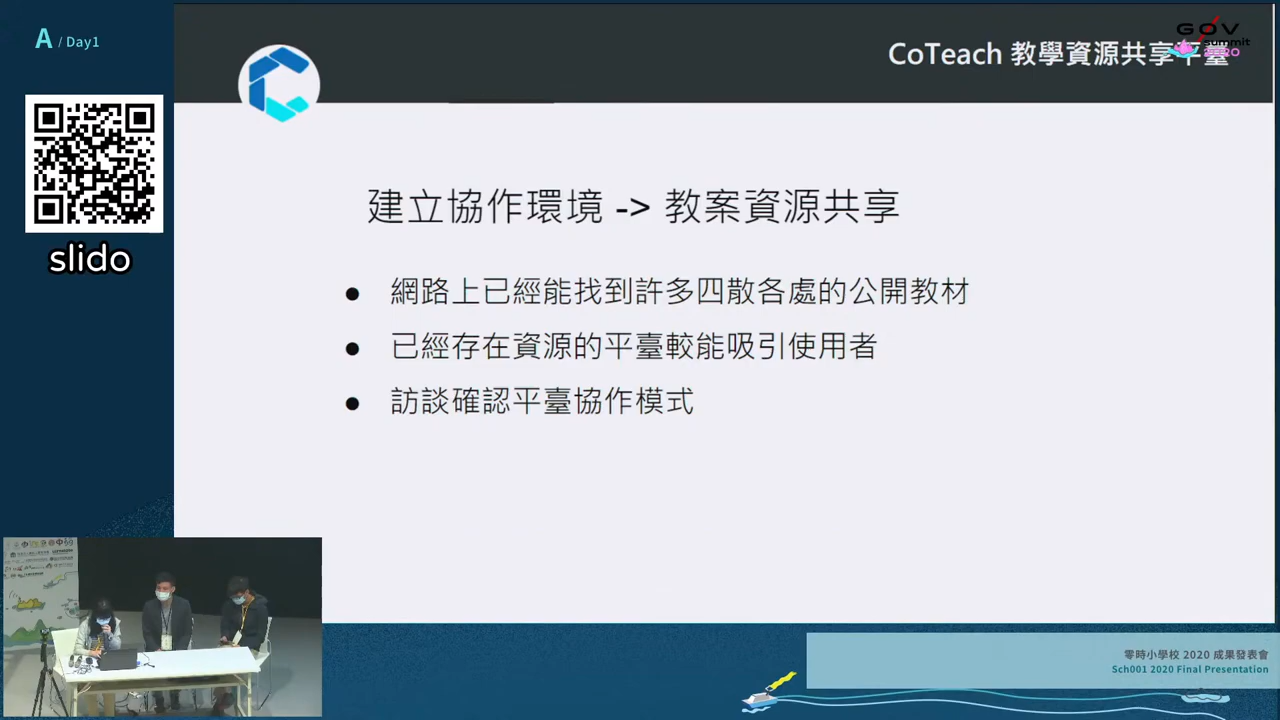 A / Day1
slido
GOV
summit
2020
CoTeach 教學資源共享平臺
建立協作環境 -> 教案資源共享
● 網路上已經能找到許多四散各處的公開教材
● 已經存在資源的平臺較能吸引使用者
● 訪談確認平臺協作模式
零時小學校 2020 成果發表會
Sch001 2020 Final Presentation